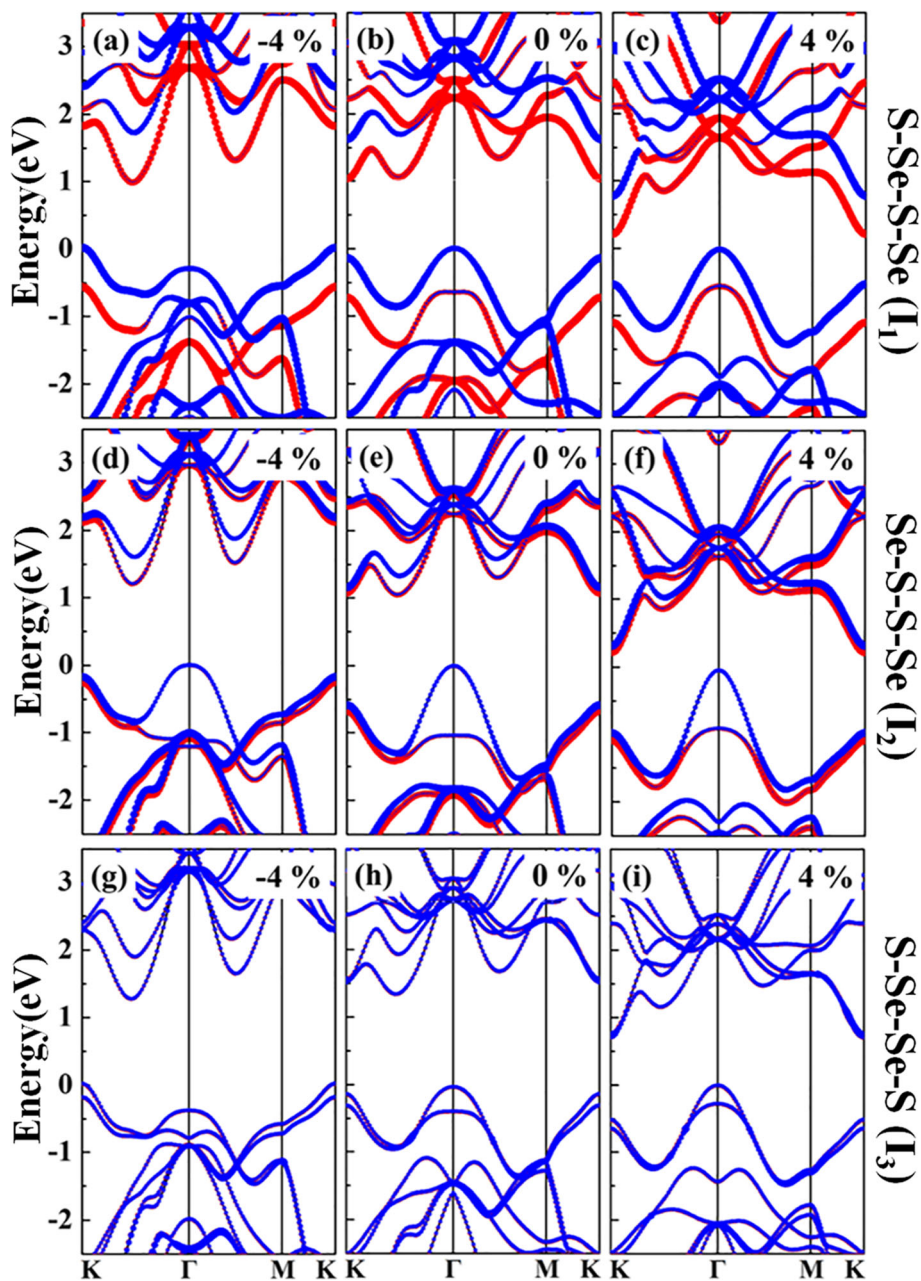 (a) -4 % (b) 0 % (c) 4 %
3
2
1
0
-1
-2
Energy(eV)
S-Se-S-Se (I₁)
(d) -4 % (e) 0 % (f) 4 %
3
2
1
0
-1
-2
Energy(eV)
Se-S-S-Se (I₂)
(g) -4 % (h) 0 % (i) 4 %
3
2
1
0
-1
-2
Energy(eV)
S-Se-Se-S (I₃)
K Γ M K Γ M K Γ M K